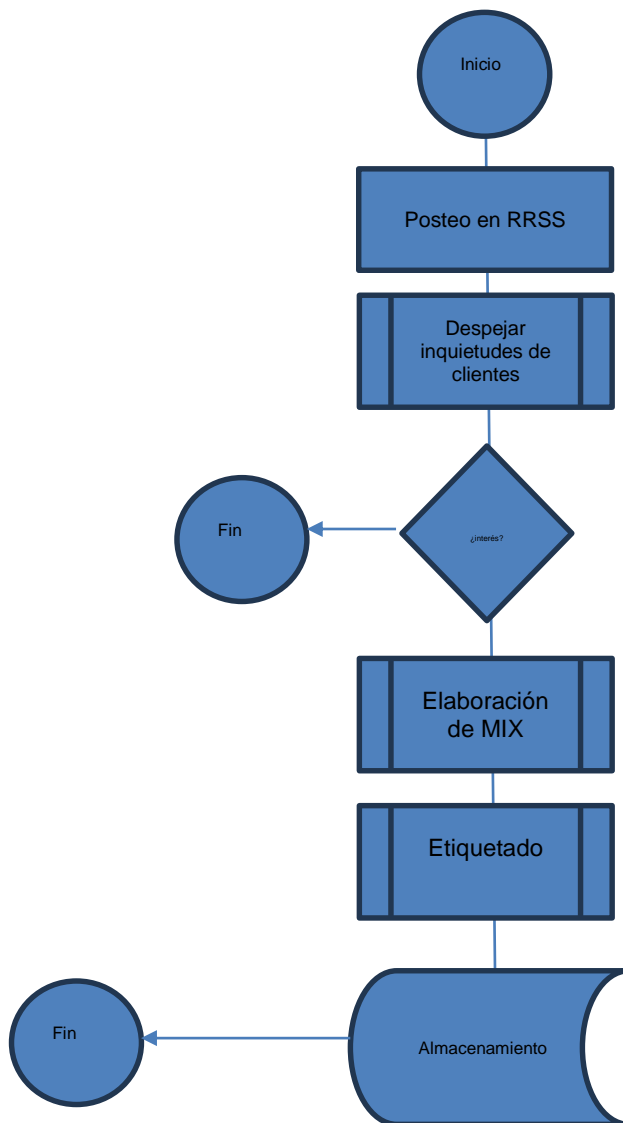 Inicio
Posteo en RRSS
Despejar
inquietudes de
clientes
Fin
¿interés?
Elaboración
de MIX
Etiquetado
Fin
Almacenamiento